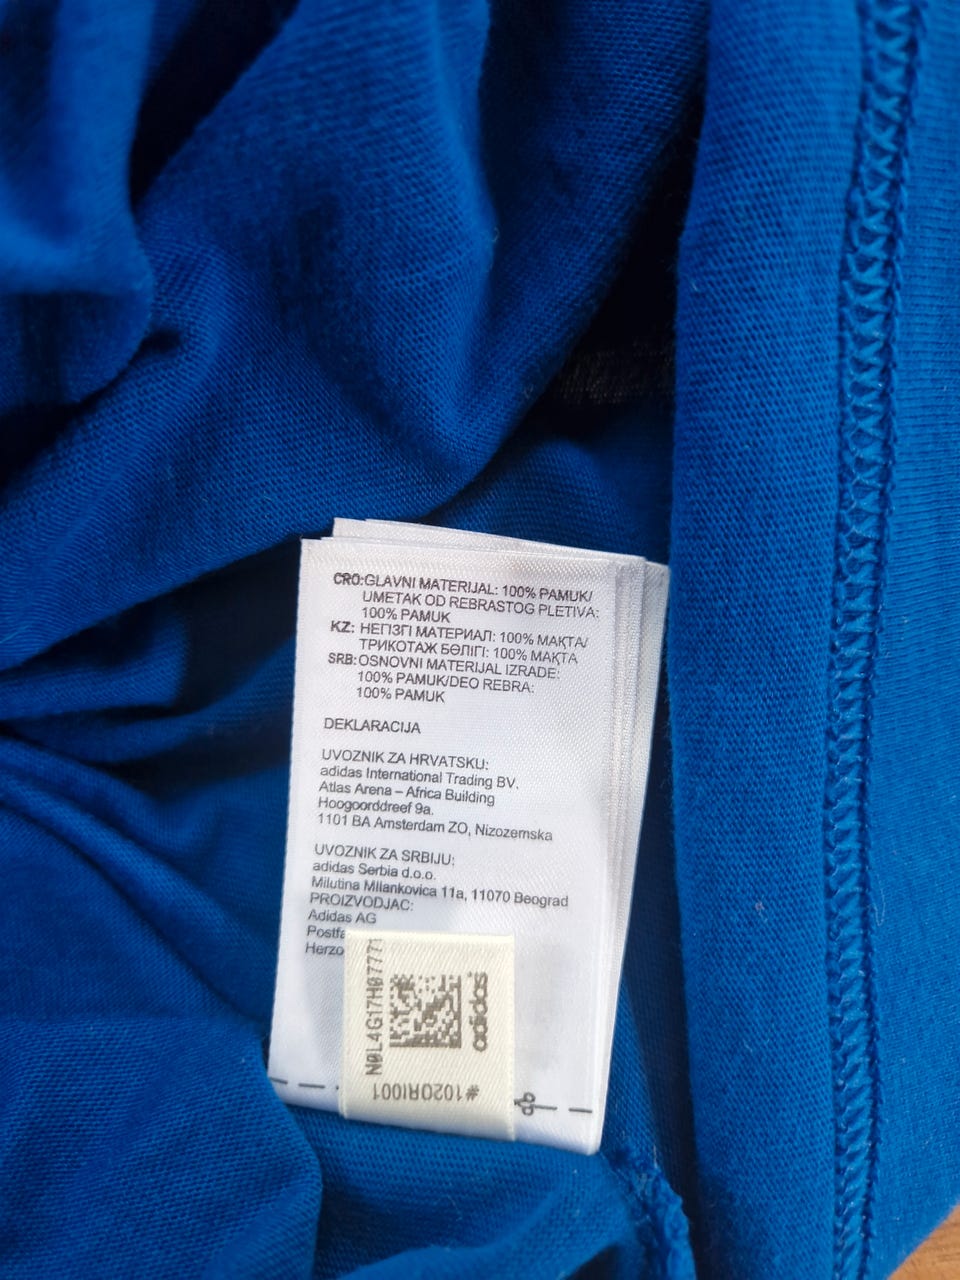 CRO: GLAVNI MATERIJAL: 100% PAMUK/
UMETAK OD REBRASTOG PLETIVA:
100% PAMUK
KZ: НЕГІЗГІ МАТЕРИАЛ: 100% МАҚТА/
ТРИКОТАЖ БӨЛІГІ: 100% МАҚТА
SRB: OSNOVNI MATERIJAL IZRADE:
100% PAMUK/DEO REBRA:
100% PAMUK
DEKLARACIJA
UVOZNIK ZA HRVATSKU:
adidas International Trading BV.
Atlas Arena – Africa Building
Hoogoorddreef 9a.
1101 BA Amsterdam ZO, Nizozemska
UVOZNIK ZA SRBIJU:
adidas Serbia d.o.o.
Milutina Milankovica 11a, 11070 Beograd
PROIZVODJAC:
Adidas AG
adidas
#102ORI001